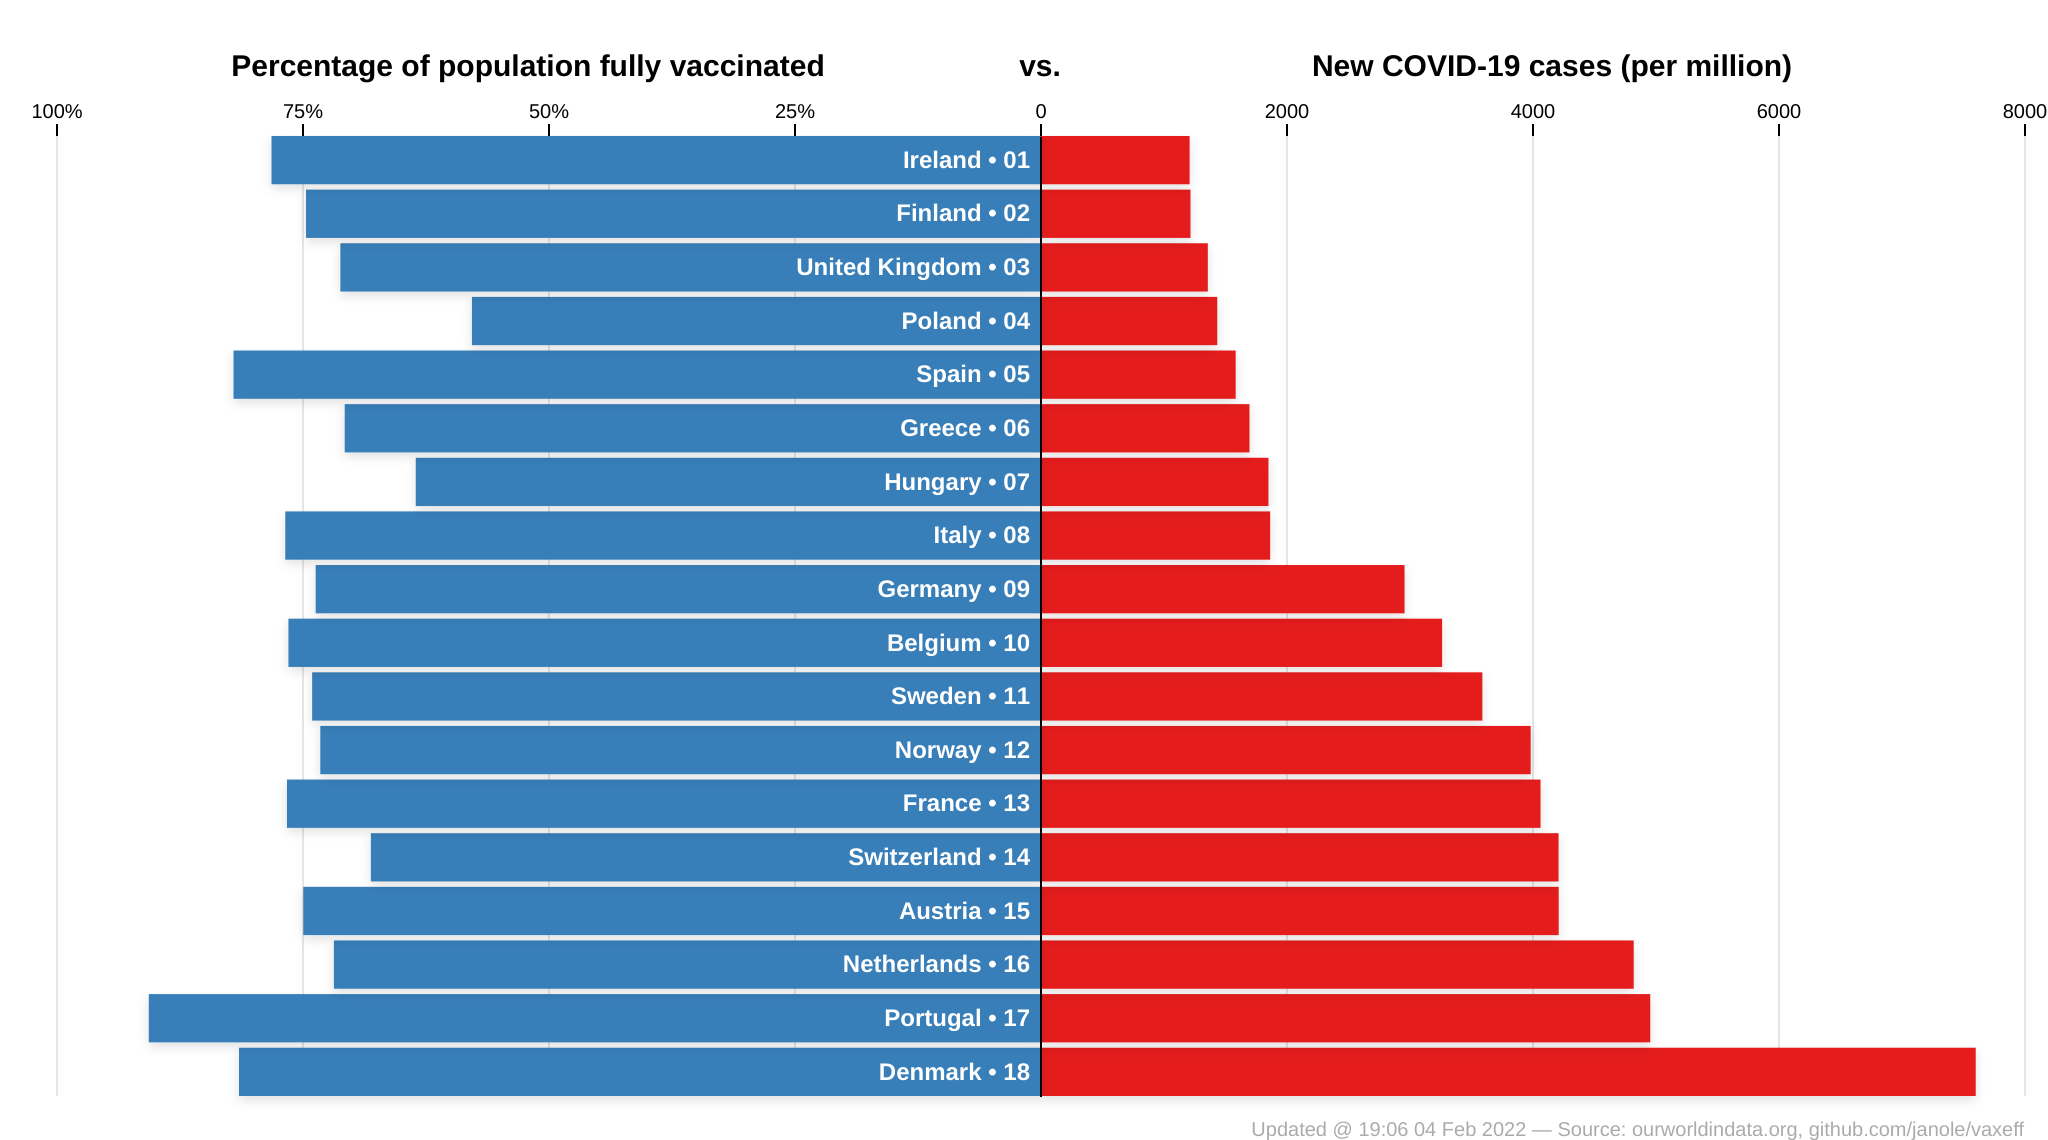 Percentage of population fully vaccinated vs. New COVID-19 cases (per million)
100% 75% 50% 25% 0 2000 4000 6000 8000
Ireland • 01
Finland • 02
United Kingdom • 03
Poland • 04
Spain • 05
Greece • 06
Hungary • 07
Italy • 08
Germany • 09
Belgium • 10
Sweden • 11
Norway • 12
France • 13
Switzerland • 14
Austria • 15
Netherlands • 16
Portugal • 17
Denmark • 18
Updated @ 19:06 04 Feb 2022 — Source: ourworldindata.org, github.com/janole/vaxeff